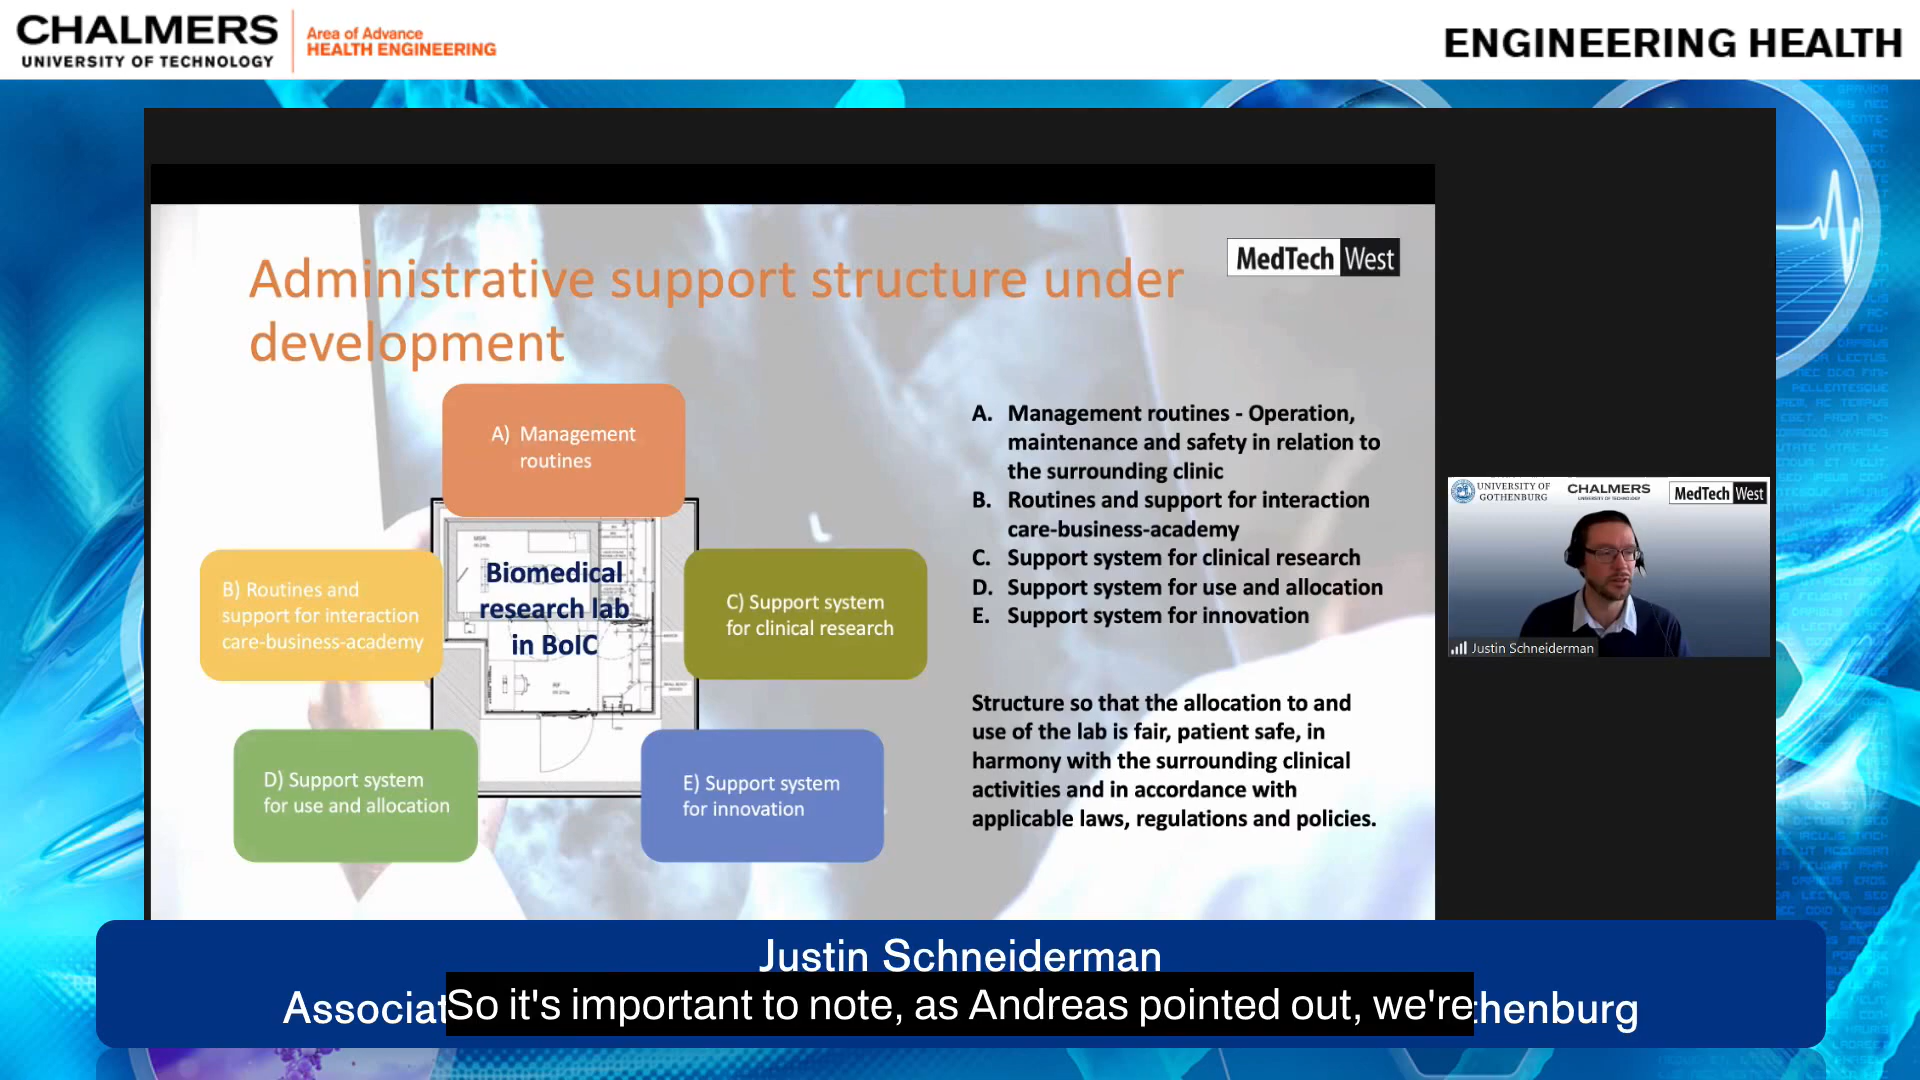 CHALMERS
UNIVERSITY OF TECHNOLOGY
Area of Advance
HEALTH ENGINEERING
ENGINEERING HEALTH
MedTech West
Administrative support structure under
development
A) Management
routines
B) Routines and
support for interaction
care-business-academy
Biomedical
research lab
in BoIC
C) Support system
for clinical research
D) Support system
for use and allocation
E) Support system
for innovation
A. Management routines - Operation,
maintenance and safety in relation to
the surrounding clinic
B. Routines and support for interaction
care-business-academy
C. Support system for clinical research
D. Support system for use and allocation
E. Support system for innovation
Structure so that the allocation to and
use of the lab is fair, patient safe, in
harmony with the surrounding clinical
activities and in accordance with
applicable laws, regulations and policies.
UNIVERSITY OF
GOTHENBURG
CHALMERS
MedTech West
Justin Schneiderman
Justin Schneiderman
So it's important to note, as Andreas pointed out, we're